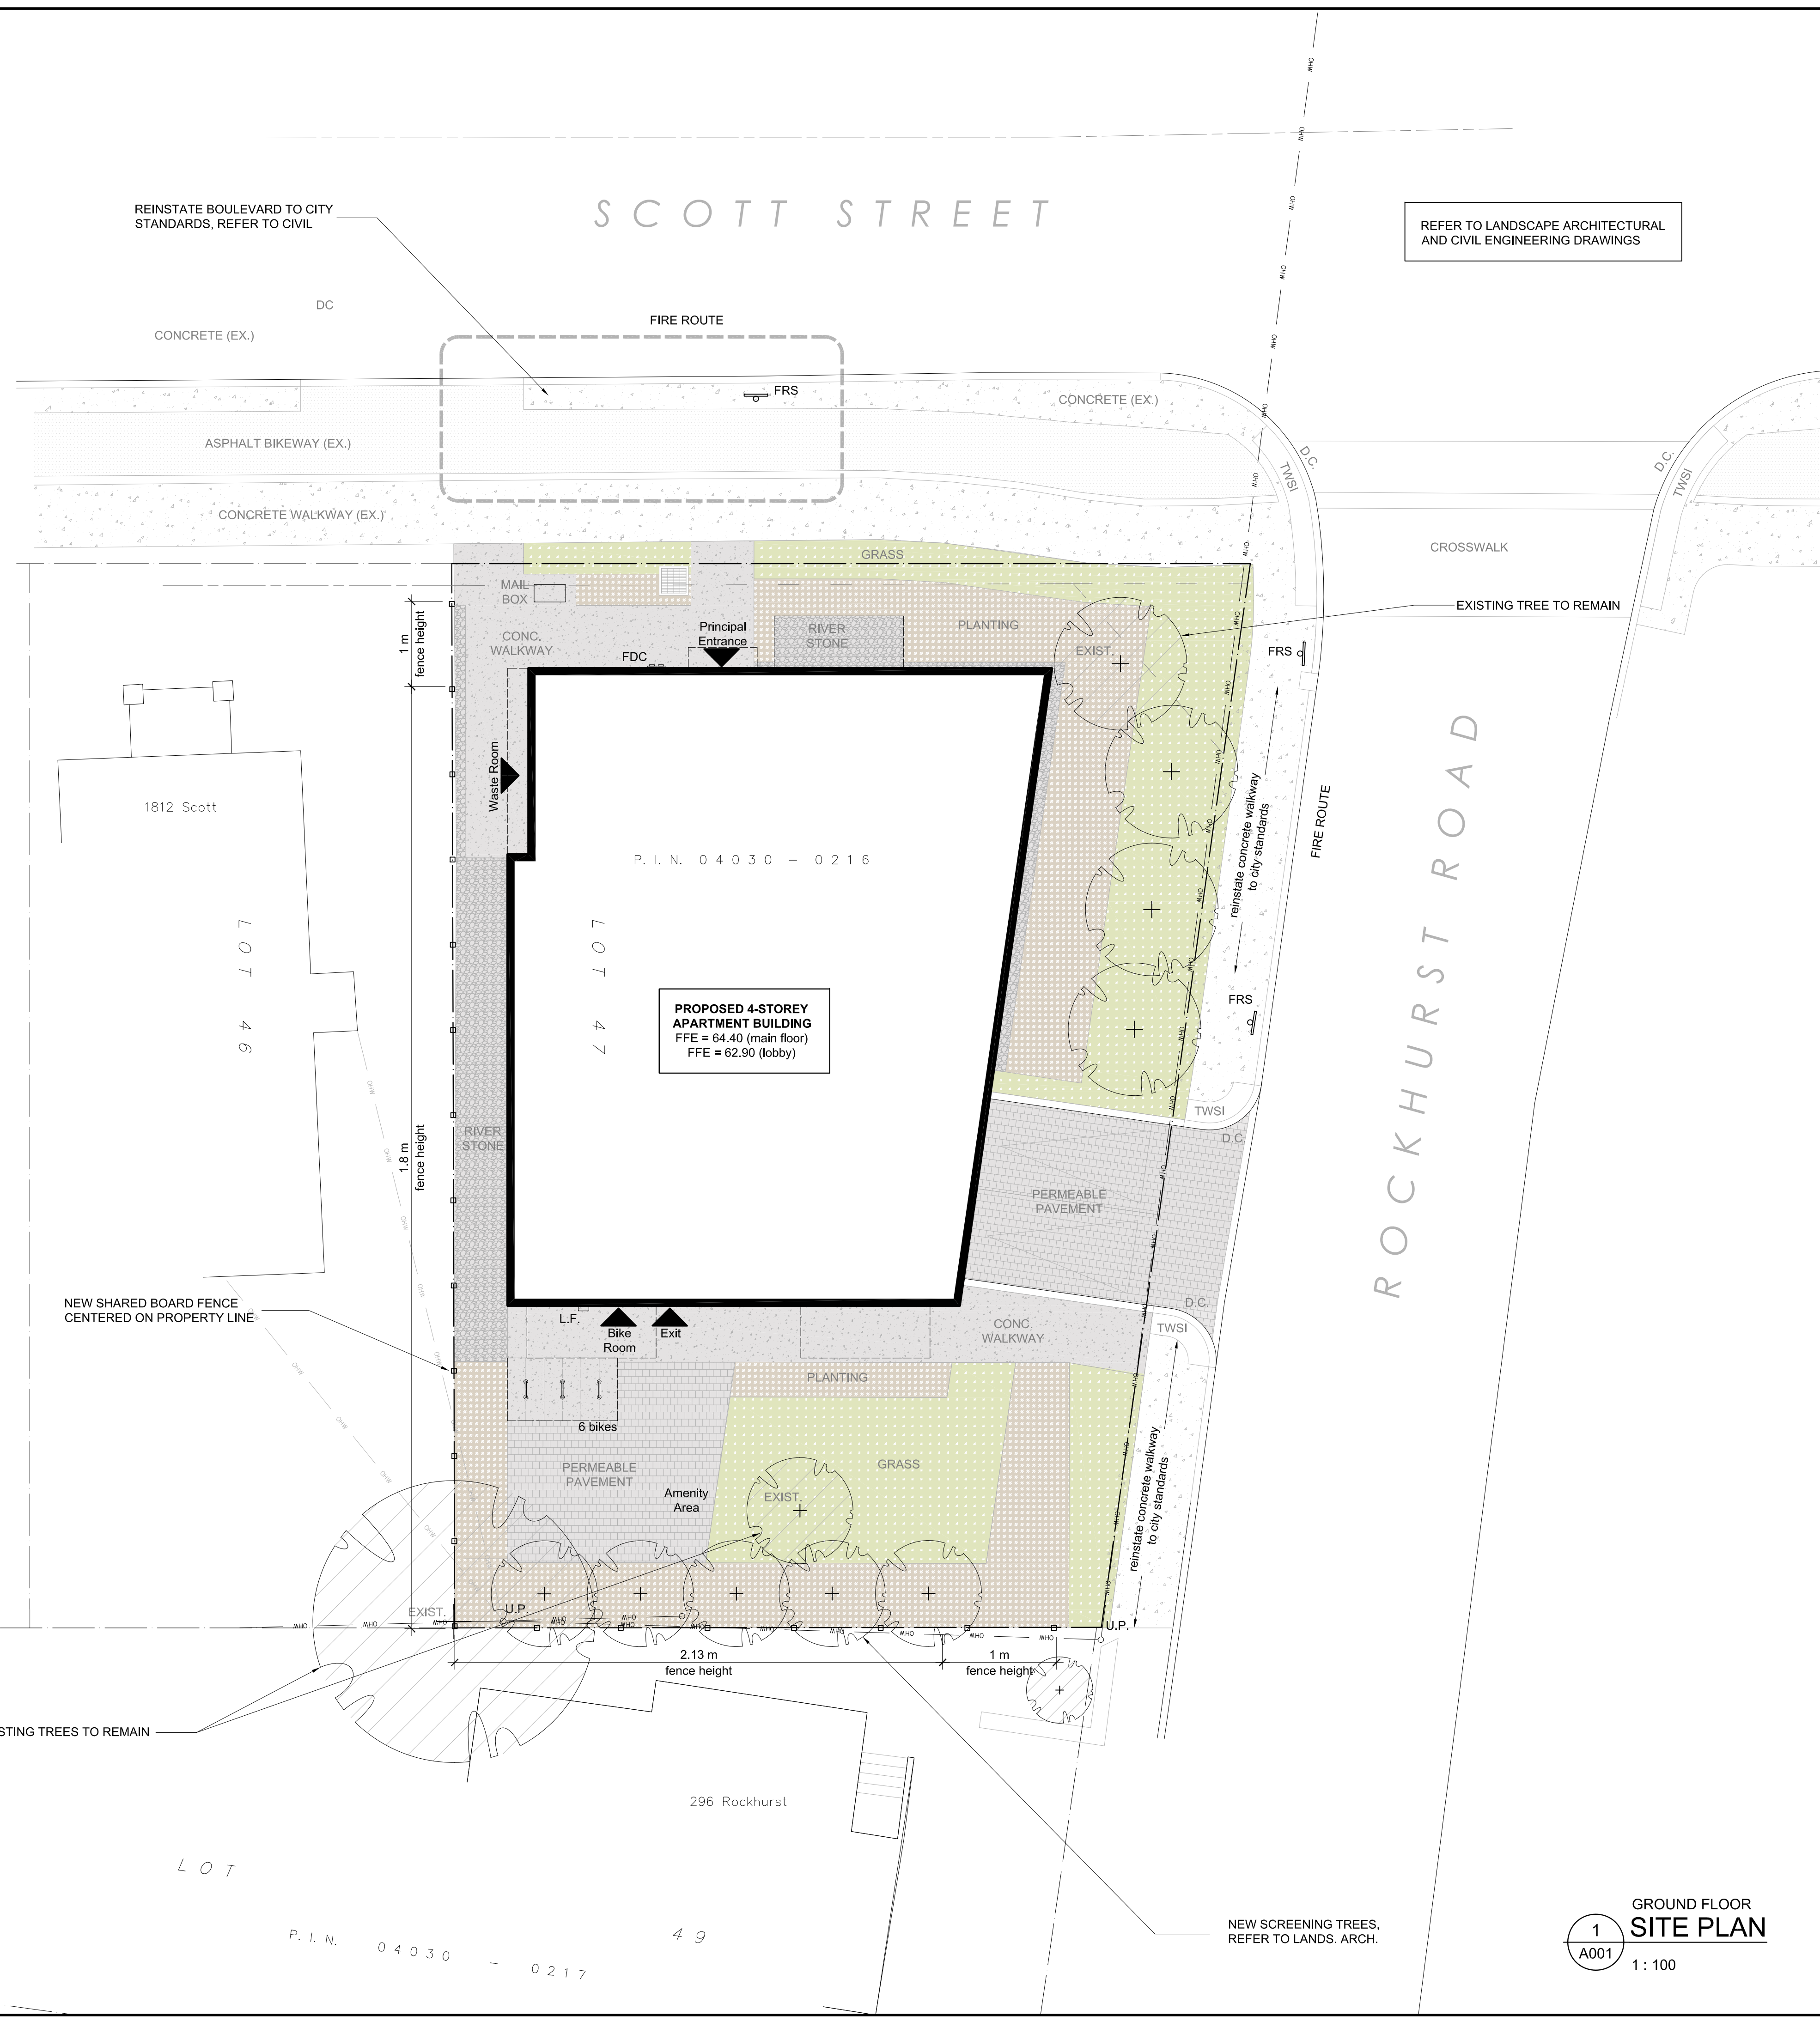 SCOTT STREET
REINSTATE BOULEVARD TO CITY
STANDARDS, REFER TO CIVIL
REFER TO LANDSCAPE ARCHITECTURAL
AND CIVIL ENGINEERING DRAWINGS
DC
CONCRETE (EX.)
FIRE ROUTE
FRS
CONCRETE (EX.)
ASPHALT BIKEWAY (EX.)
D.C.
TWSI
D.C.
TWSI
CONCRETE WALKWAY (EX.)
CROSSWALK
GRASS
MAIL
BOX
1 m
fence height
CONC.
WALKWAY
Principal
Entrance
FDC
RIVER
STONE
PLANTING
EXIST.
EXISTING TREE TO REMAIN
FRS
Waste Room
1812 Scott
P.I.N. 04030 - 0216
reinstate concrete walkway
to city standards
FIRE ROUTE
ROCKHURST ROAD
LOT 46
LOT 47
PROPOSED 4-STOREY
APARTMENT BUILDING
FFE = 64.40 (main floor)
FFE = 62.90 (lobby)
FRS
TWSI
D.C.
1.8 m
fence height
RIVER
STONE
PERMEABLE
PAVEMENT
NEW SHARED BOARD FENCE
CENTERED ON PROPERTY LINE
D.C.
TWSI
L.F.
Bike
Room
Exit
CONC.
WALKWAY
PLANTING
6 bikes
PERMEABLE
PAVEMENT
GRASS
Amenity
Area
EXIST.
reinstate concrete walkway
to city standards
EXIST.
U.P.
U.P.
OHW OHW OHW OHW OHW OHW OHW OHW
2.13 m
fence height
1 m
fence height
STING TREES TO REMAIN
296 Rockhurst
LOT 49
P.I.N. 04030 - 0217
NEW SCREENING TREES,
REFER TO LANDS. ARCH.
1
A001
GROUND FLOOR
SITE PLAN
1 : 100